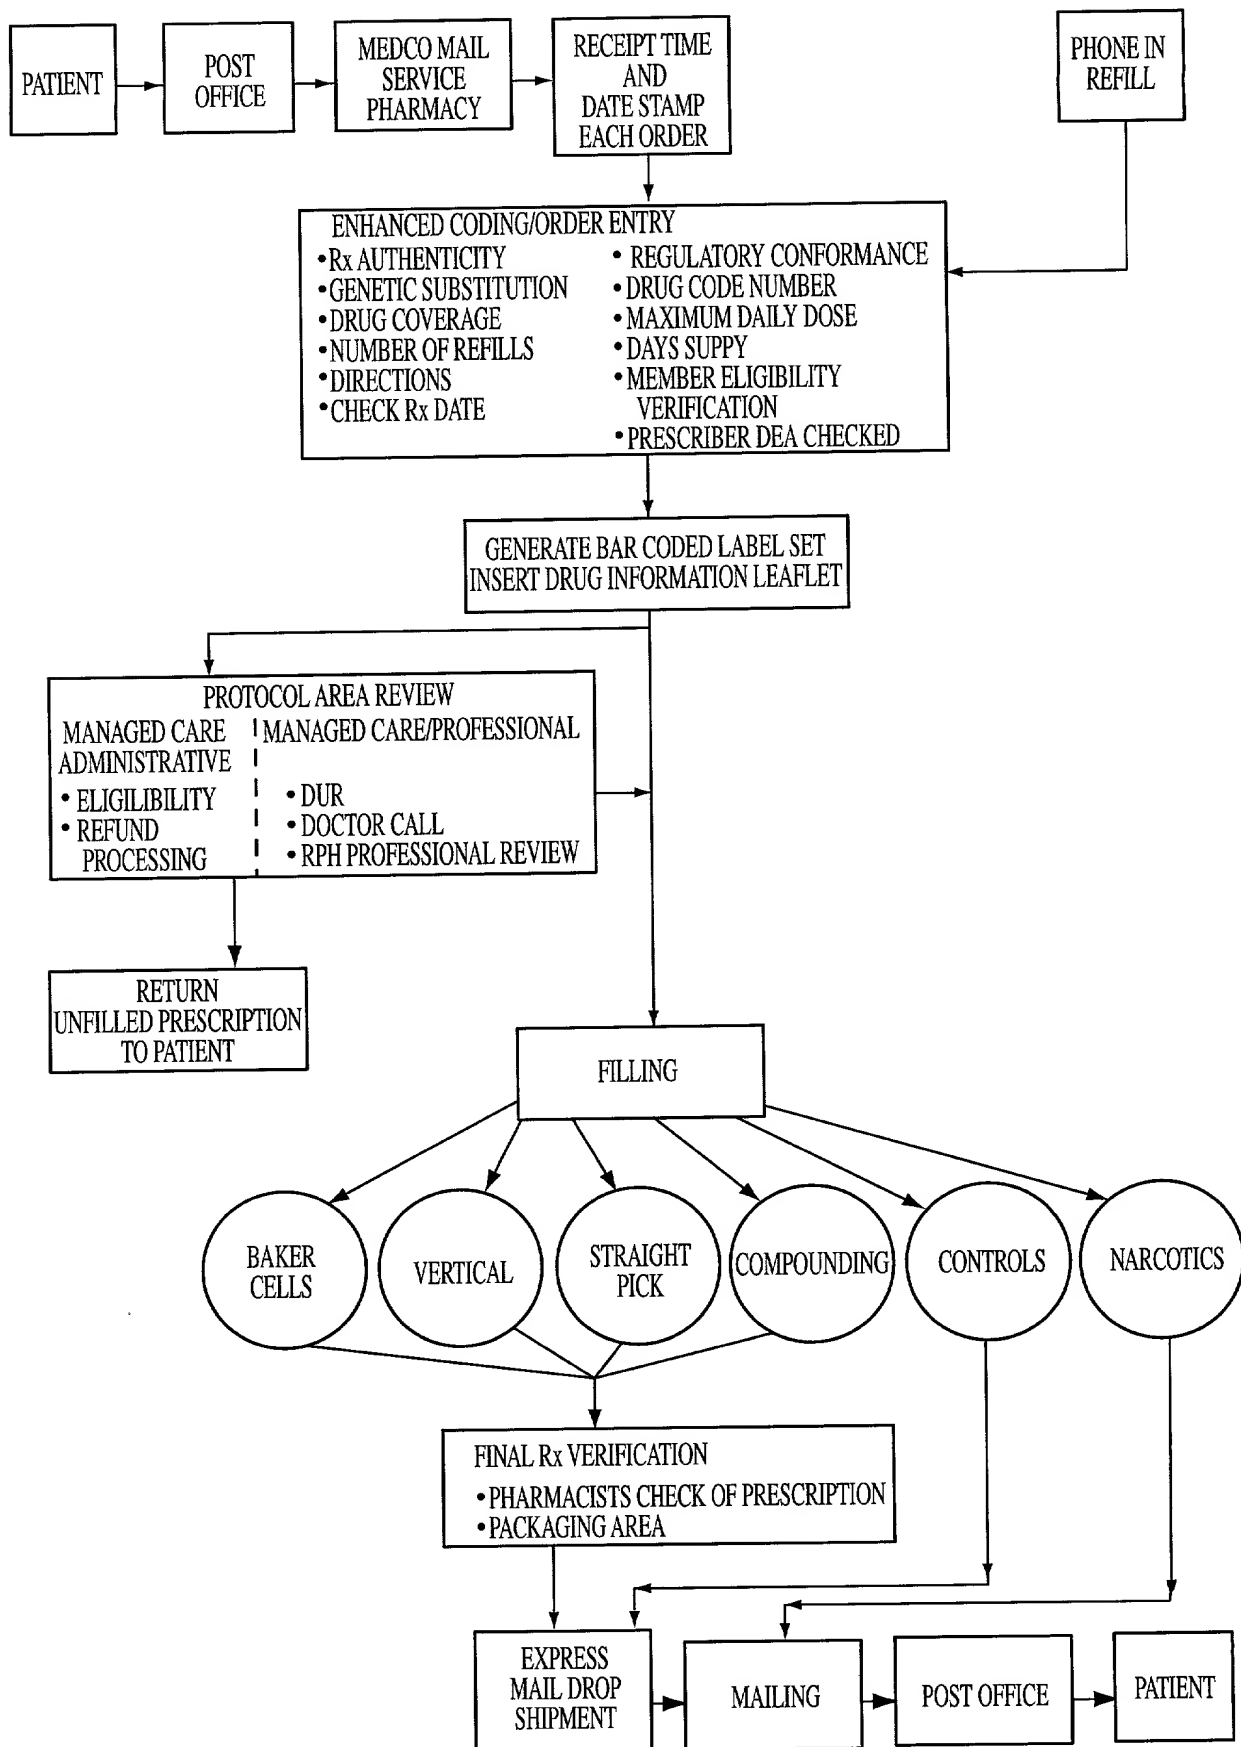 PATIENT
POST
OFFICE
MEDCO MAIL
SERVICE
PHARMACY
RECEIPT TIME
AND
DATE STAMP
EACH ORDER
PHONE IN
REFILL
ENHANCED CODING/ORDER ENTRY
•Rx AUTHENTICITY
•GENETIC SUBSTITUTION
•DRUG COVERAGE
•NUMBER OF REFILLS
•DIRECTIONS
•CHECK Rx DATE
• REGULATORY CONFORMANCE
• DRUG CODE NUMBER
• MAXIMUM DAILY DOSE
• DAYS SUPPY
• MEMBER ELIGIBILITY
VERIFICATION
• PRESCRIBER DEA CHECKED
GENERATE BAR CODED LABEL SET
INSERT DRUG INFORMATION LEAFLET
PROTOCOL AREA REVIEW
MANAGED CARE
ADMINISTRATIVE
• ELIGILIBILITY
• REFUND
PROCESSING
MANAGED CARE/PROFESSIONAL
• DUR
• DOCTOR CALL
• RPH PROFESSIONAL REVIEW
RETURN
UNFILLED PRESCRIPTION
TO PATIENT
FILLING
BAKER
CELLS
VERTICAL
STRAIGHT
PICK
COMPOUNDING
CONTROLS
NARCOTICS
FINAL Rx VERIFICATION
•PHARMACISTS CHECK OF PRESCRIPTION
•PACKAGING AREA
EXPRESS
MAIL DROP
SHIPMENT
MAILING
POST OFFICE
PATIENT